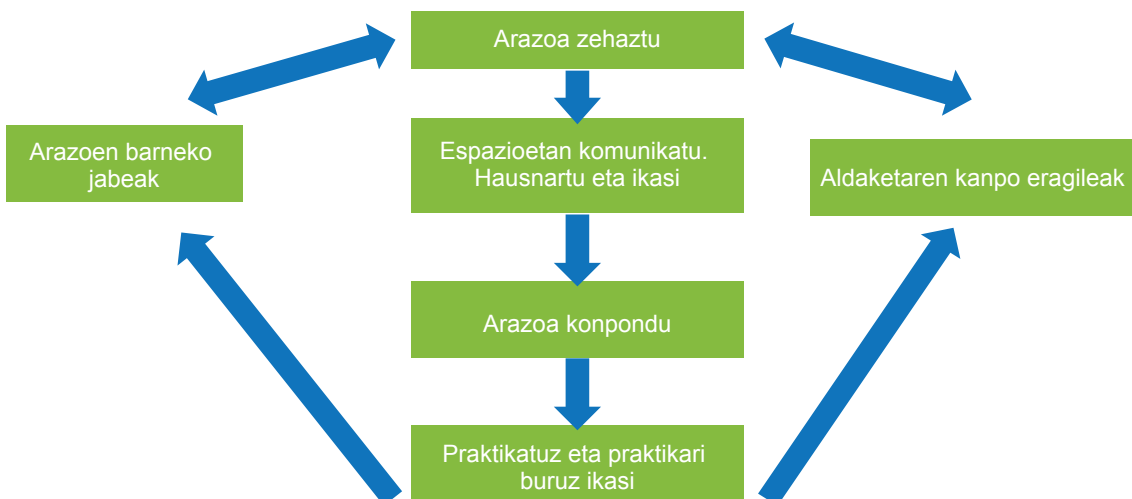 Arazoa zehaztu
Arazoen barneko
jabeak
Espazioetan komunikatu.
Hausnartu eta ikasi
Aldaketaren kanpo eragileak
Arazoa konpondu
Praktikatuz eta praktikari
buruz ikasi